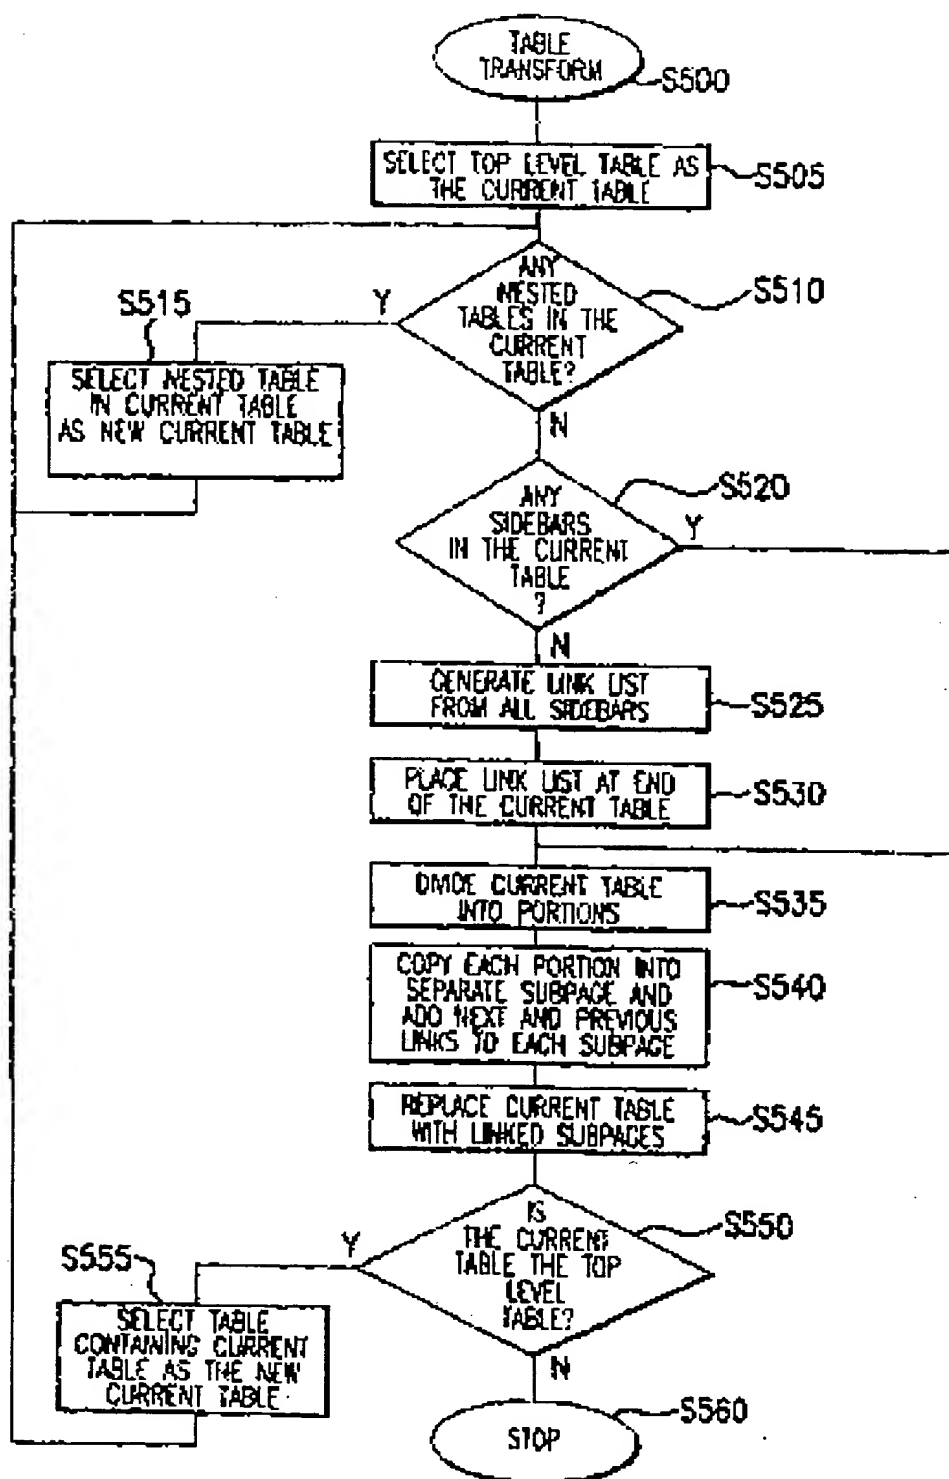 TABLE
TRANSFORM
S500
SELECT TOP LEVEL TABLE AS
THE CURRENT TABLE
S505
ANY
NESTED
TABLES IN THE
CURRENT
TABLE?
S510
Y
S515
SELECT NESTED TABLE
IN CURRENT TABLE
AS NEW CURRENT TABLE
N
ANY
SIDEBARS
IN THE CURRENT
TABLE
?
S520
Y
N
GENERATE LINK LIST
FROM ALL SIDEBARS
S525
PLACE LINK LIST AT END
OF THE CURRENT TABLE
S530
DIVIDE CURRENT TABLE
INTO PORTIONS
S535
COPY EACH PORTION INTO
SEPARATE SUBPAGE AND
ADD NEXT AND PREVIOUS
LINKS TO EACH SUBPAGE
S540
REPLACE CURRENT TABLE
WITH LINKED SUBPAGES
S545
IS
THE CURRENT
TABLE THE TOP
LEVEL
TABLE?
S550
Y
S555
SELECT TABLE
CONTAINING CURRENT
TABLE AS THE NEW
CURRENT TABLE
N
STOP
S560